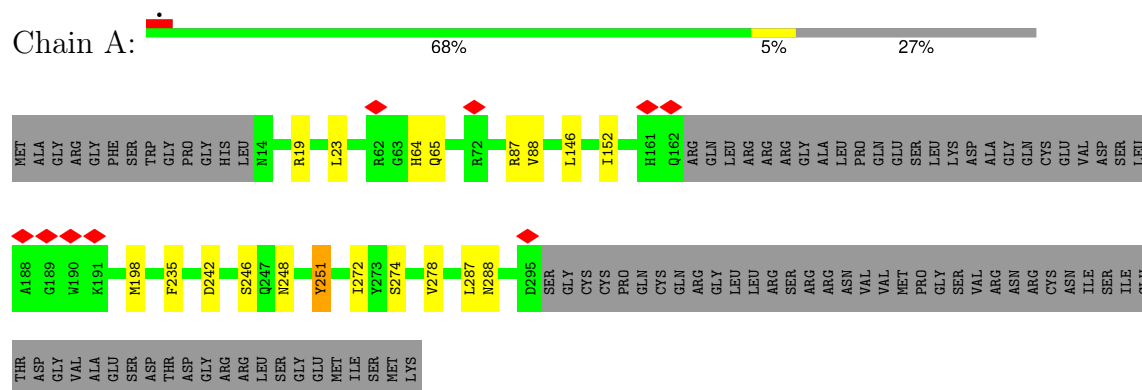 Chain A:
68% 5% 27%
MET ALA GLY ARG GLY PHE SER TRP GLY PRO GLY HIS LEU N14 R19 L23 R62 G63 H64 Q65 R72 R87 V88 L146 I152 H161 Q162 ARG GLN LEU ARG ARG ARG GLY ALA LEU PRO GLN GLU SER LEU LYS ASP ALA GLY GLN CYS GLU VAL ASP SER LEU
A188 G189 W190 K191 M198 F235 D242 S246 Q247 N248 Y251 I272 Y273 S274 V278 L287 N288 D295 SER GLY CYS CYS PRO GLN CYS GLN ARG GLY LEU LEU ARG SER ARG ARG ASN VAL VAL MET PRO GLY SER VAL ARG ASN ARG CYS ASN ILE SER ILE
THR ASP GLY VAL ALA GLU SER ASP THR ASP GLY ARG ARG LEU SER GLY GLU MET ILE SER MET LYS